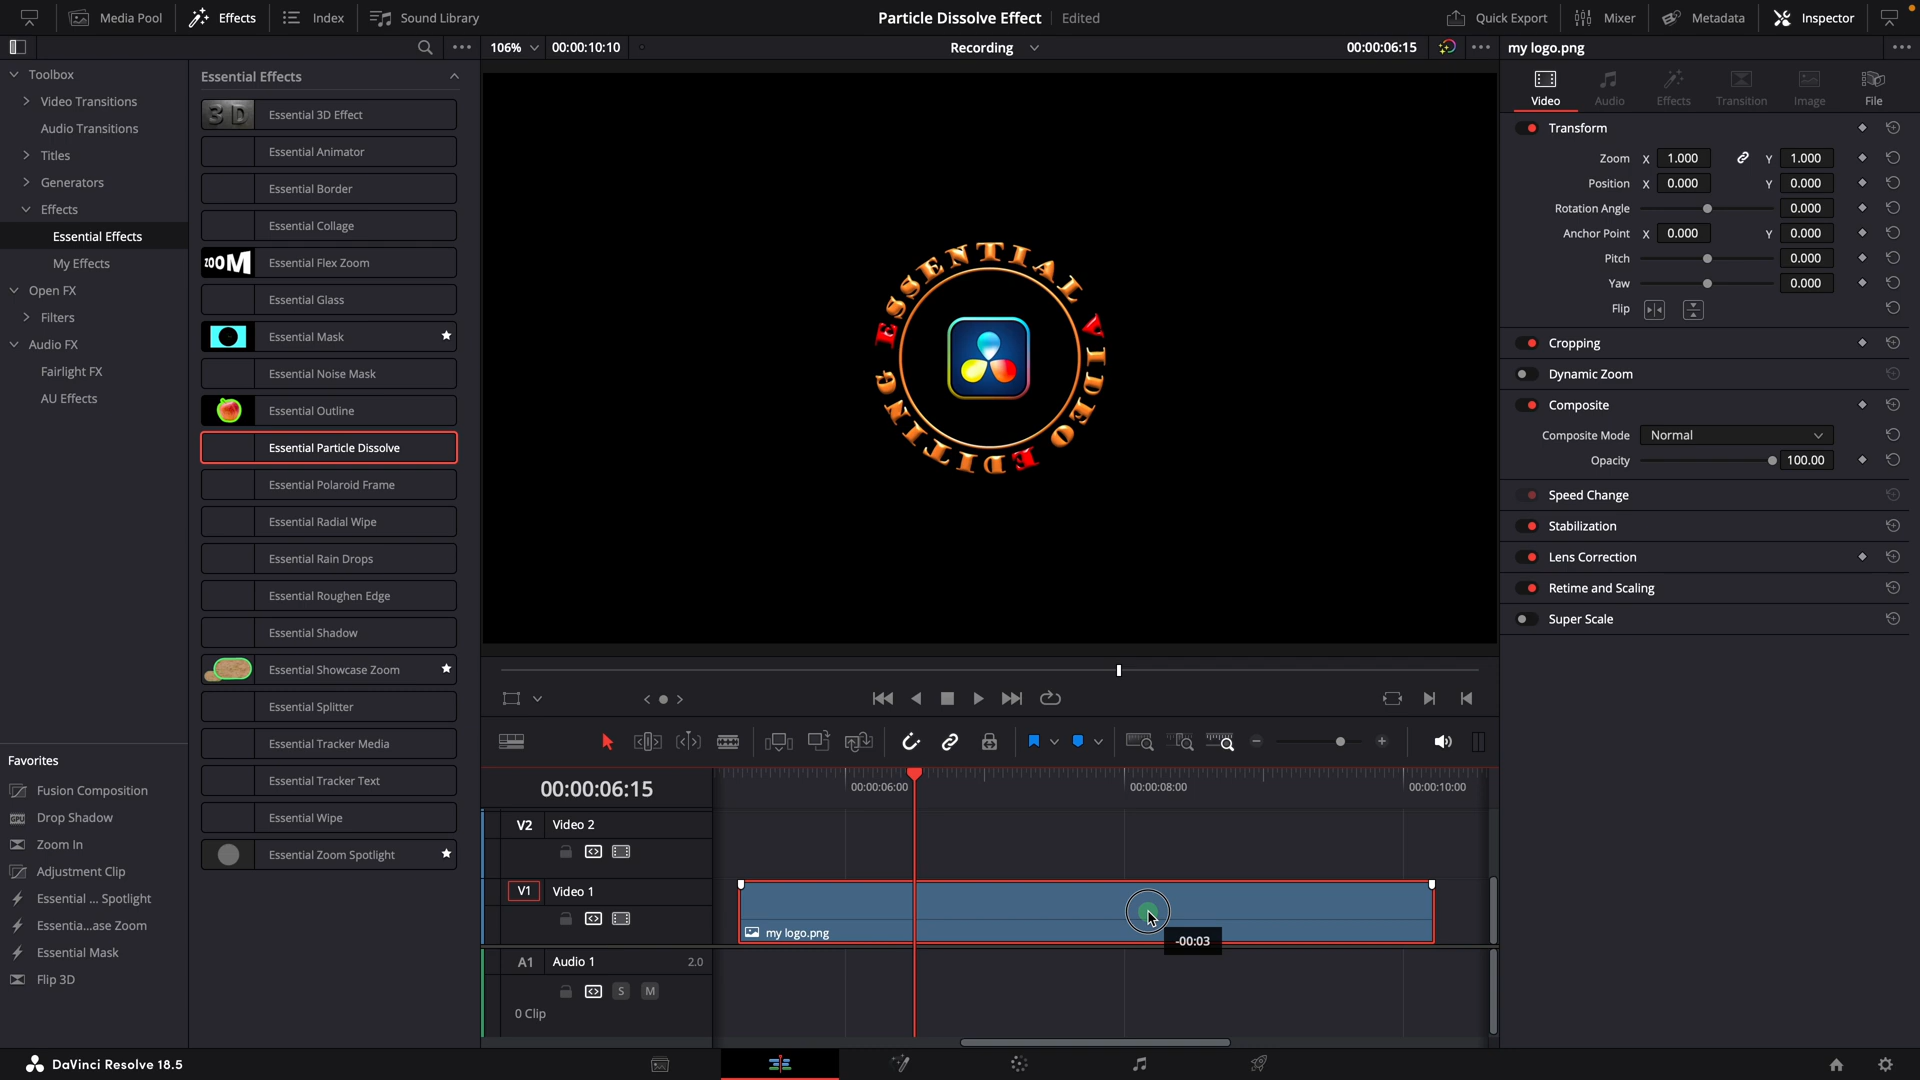 Media Pool
Effects
Index
Sound Library
Particle Dissolve Effect
Edited
Quick Export
Mixer
Metadata
Inspector
106%
00:00:10:10
Recording
00:00:06:15
my logo.png
Toolbox
Video Transitions
Audio Transitions
Titles
Generators
Effects
Essential Effects
My Effects
Open FX
Filters
Audio FX
Fairlight FX
AU Effects
Favorites
Fusion Composition
Drop Shadow
Zoom In
Adjustment Clip
Essential ... Spotlight
Essentia...ase Zoom
Essential Mask
Flip 3D
Essential Effects
3D
Essential 3D Effect
Essential Animator
Essential Border
Essential Collage
ZOOM
Essential Flex Zoom
Essential Glass
Essential Mask
Essential Noise Mask
Essential Outline
Essential Particle Dissolve
Essential Polaroid Frame
Essential Radial Wipe
Essential Rain Drops
Essential Roughen Edge
Essential Shadow
Essential Showcase Zoom
Essential Splitter
Essential Tracker Media
Essential Tracker Text
Essential Wipe
Essential Zoom Spotlight
ESSENTIAL VIDEO EDITING
Video
Audio
Effects
Transition
Image
File
Transform
Zoom X 1.000 Y 1.000
Position X 0.000 Y 0.000
Rotation Angle 0.000
Anchor Point X 0.000 Y 0.000
Pitch 0.000
Yaw 0.000
Flip
Cropping
Dynamic Zoom
Composite
Composite Mode Normal
Opacity 100.00
Speed Change
Stabilization
Lens Correction
Retime and Scaling
Super Scale
00:00:06:15
00:00:06:00
00:00:08:00
00:00:10:00
V2 Video 2
V1 Video 1
my logo.png
-00:03
A1 Audio 1 2.0
S M
0 Clip
DaVinci Resolve 18.5